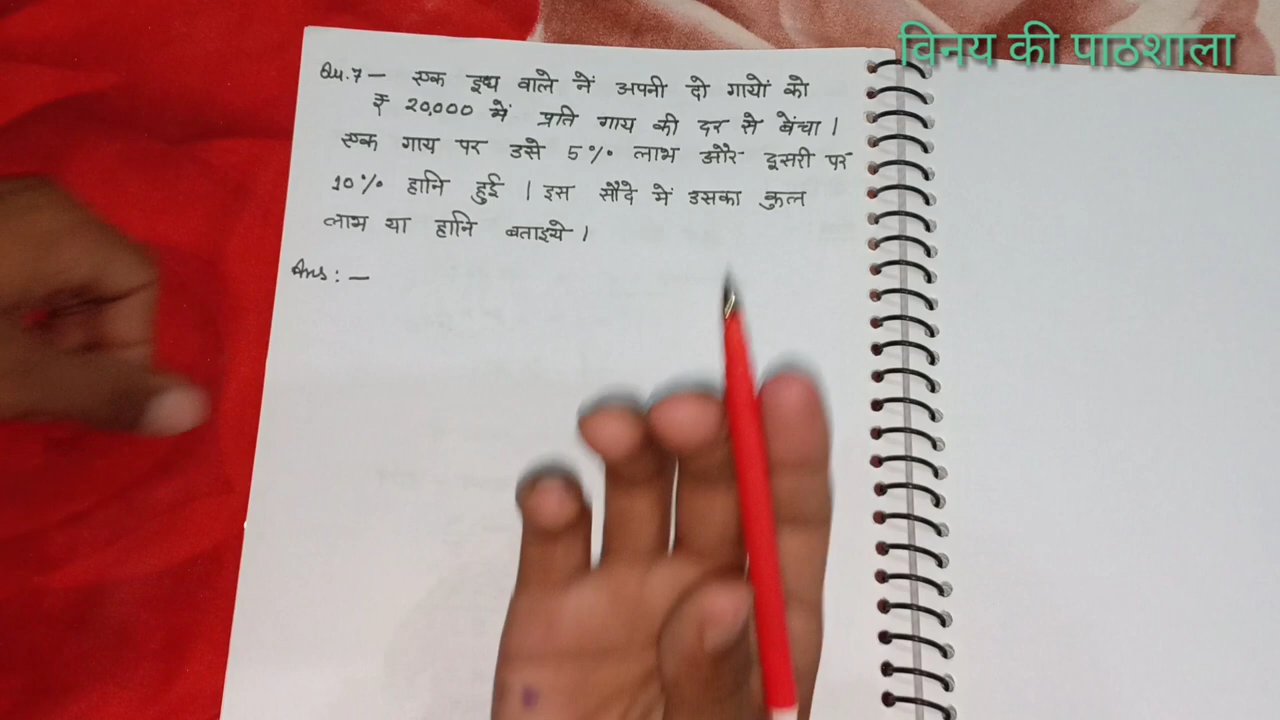 विनय की पाठशाला
Qu.7 - एक दूध वाले नें अपनी दो गायों को
₹ 20,000 में प्रति गाय की दर से बेंचा।
एक गाय पर उसे 5% लाभ और दूसरी पर
10% हानि हुई । इस सौदे में उसका कुल
लाभ या हानि बताइये।
Ans : -